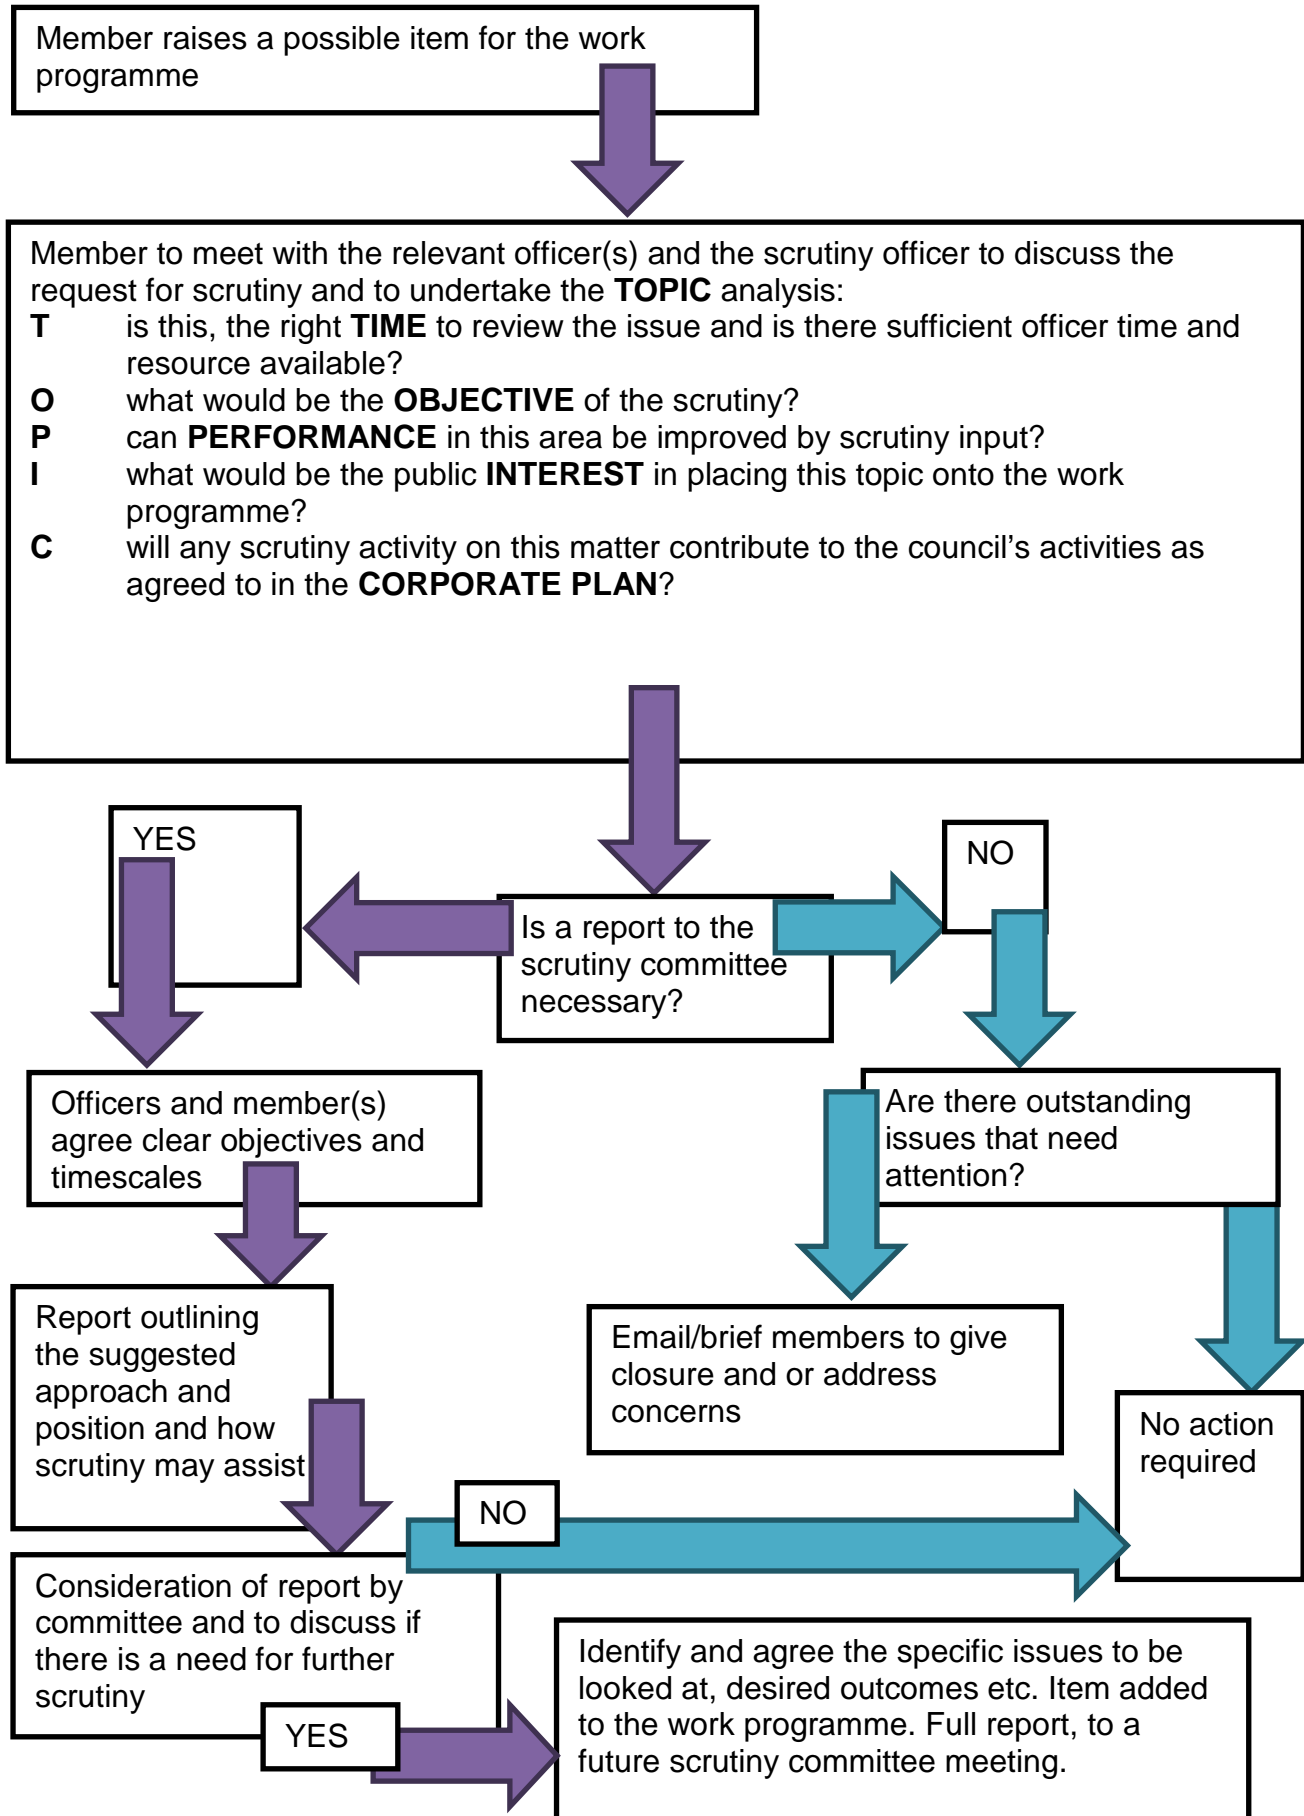 Member raises a possible item for the work
programme
Member to meet with the relevant officer(s) and the scrutiny officer to discuss the
request for scrutiny and to undertake the TOPIC analysis:
T is this, the right TIME to review the issue and is there sufficient officer time and
resource available?
O what would be the OBJECTIVE of the scrutiny?
P can PERFORMANCE in this area be improved by scrutiny input?
I what would be the public INTEREST in placing this topic onto the work
programme?
C will any scrutiny activity on this matter contribute to the council’s activities as
agreed to in the CORPORATE PLAN?
YES
NO
Is a report to the
scrutiny committee
necessary?
Officers and member(s)
agree clear objectives and
timescales
Are there outstanding
issues that need
attention?
Report outlining
the suggested
approach and
position and how
scrutiny may assist
Email/brief members to give
closure and or address
concerns
No action
required
NO
Consideration of report by
committee and to discuss if
there is a need for further
scrutiny
YES
Identify and agree the specific issues to be
looked at, desired outcomes etc. Item added
to the work programme. Full report, to a
future scrutiny committee meeting.